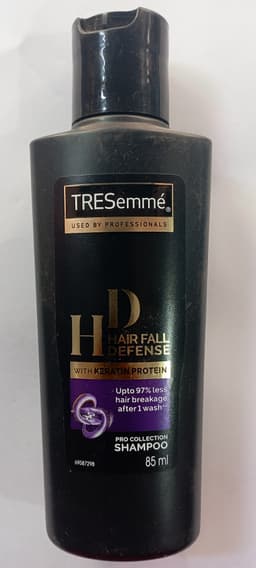 TRESemmé®
USED BY PROFESSIONALS
HD
HAIR FALL
DEFENSE
WITH KERATIN PROTEIN
Upto 97% less
hair breakage
after 1 wash**
PRO COLLECTION
SHAMPOO
69587298 85 ml